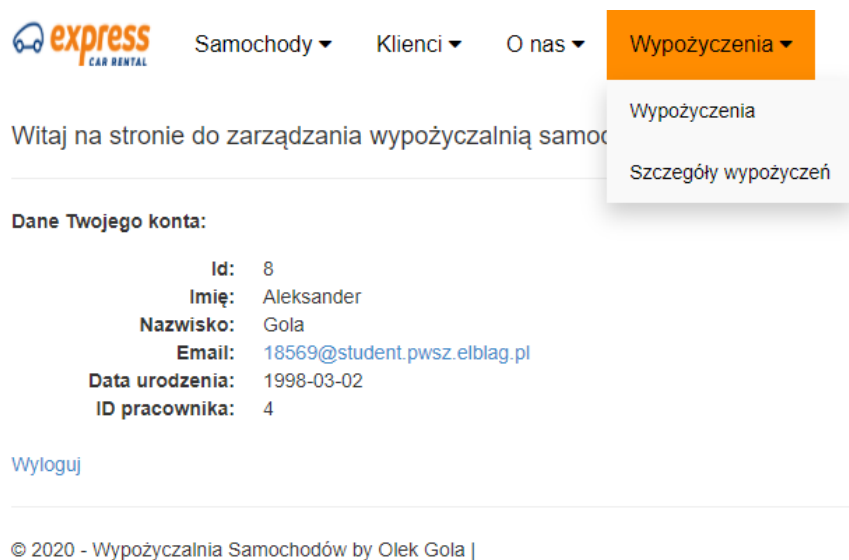 express
CAR RENTAL
Samochody Klienci O nas Wypożyczenia
Wypożyczenia
Szczegóły wypożyczeń
Witaj na stronie do zarządzania wypożyczalnią
Dane Twojego konta:
Id: 8
Imię: Aleksander
Nazwisko: Gola
Email: 18569@student.pwsz.elblag.pl
Data urodzenia: 1998-03-02
ID pracownika: 4
Wyloguj
© 2020 - Wypożyczalnia Samochodów by Olek Gola |